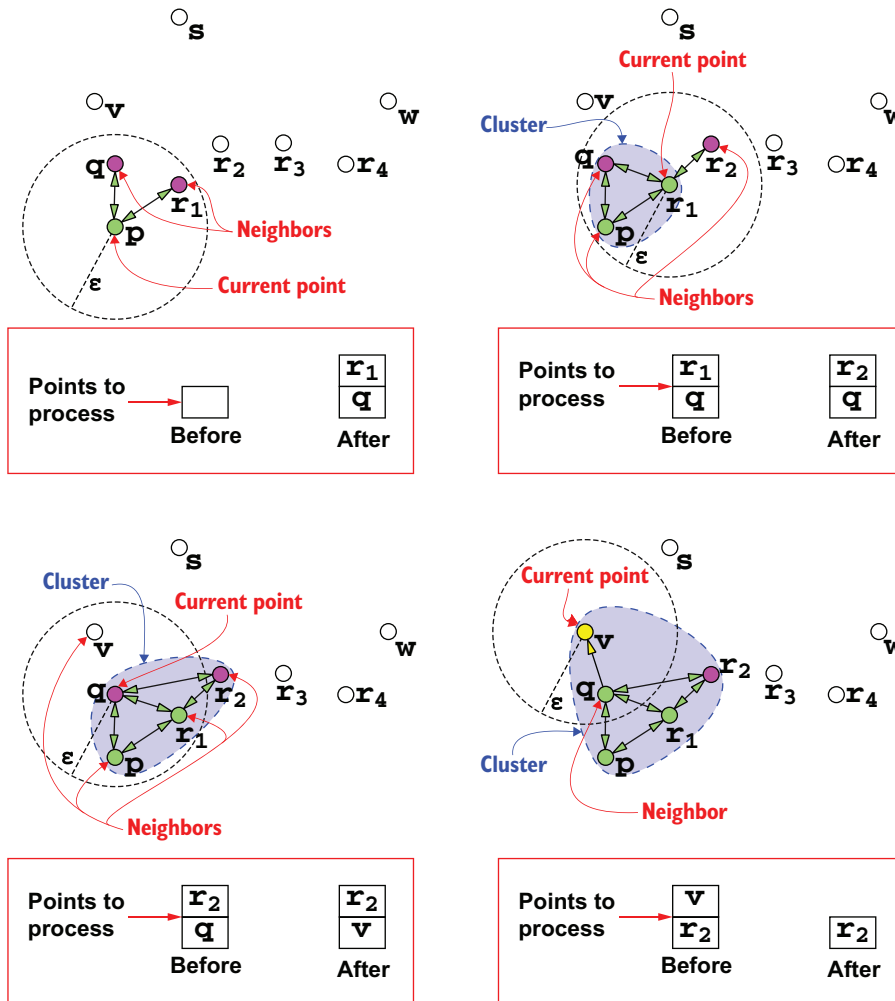 s
v
w
q
r2
r3
r4
r1
p
Neighbors
ε
Current point
Points to process
r1
q
Before
After
s
Current point
v
w
Cluster
q
r2
r3
r4
r1
p
ε
Neighbors
Points to process
r1
q
Before
r2
q
After
s
Cluster
Current point
v
w
q
r2
r3
r4
r1
ε
p
Neighbors
Points to process
r2
q
Before
r2
v
After
s
Current point
v
w
r2
r3
r4
q
ε
r1
p
Cluster
Neighbor
Points to process
v
r2
Before
r2
After